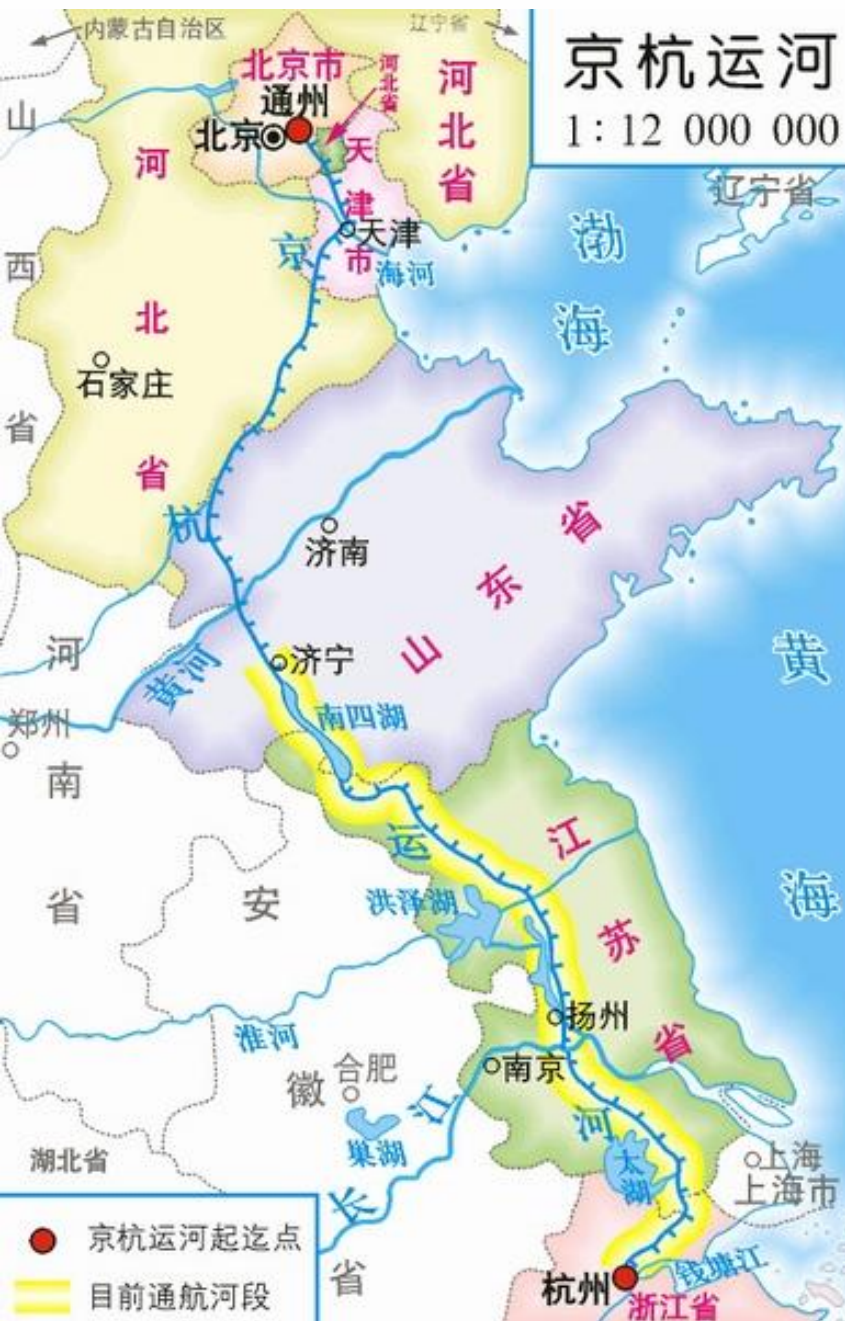 内蒙古自治区
辽宁省
京杭运河
1：12 000 000
北京市
河北省
河北省
通州
北京
山西省
河北省
天津市
天津
海河
辽宁省
渤海
京杭运河
石家庄
济南
山东省
黄河
济宁
南四湖
黄海
郑州
河南省
江苏省
洪泽湖
安徽省
淮河
扬州
南京
合肥
巢湖
长江
湖北省
太湖
上海
上海市
钱塘江
杭州
浙江省
京杭运河起讫点
目前通航河段